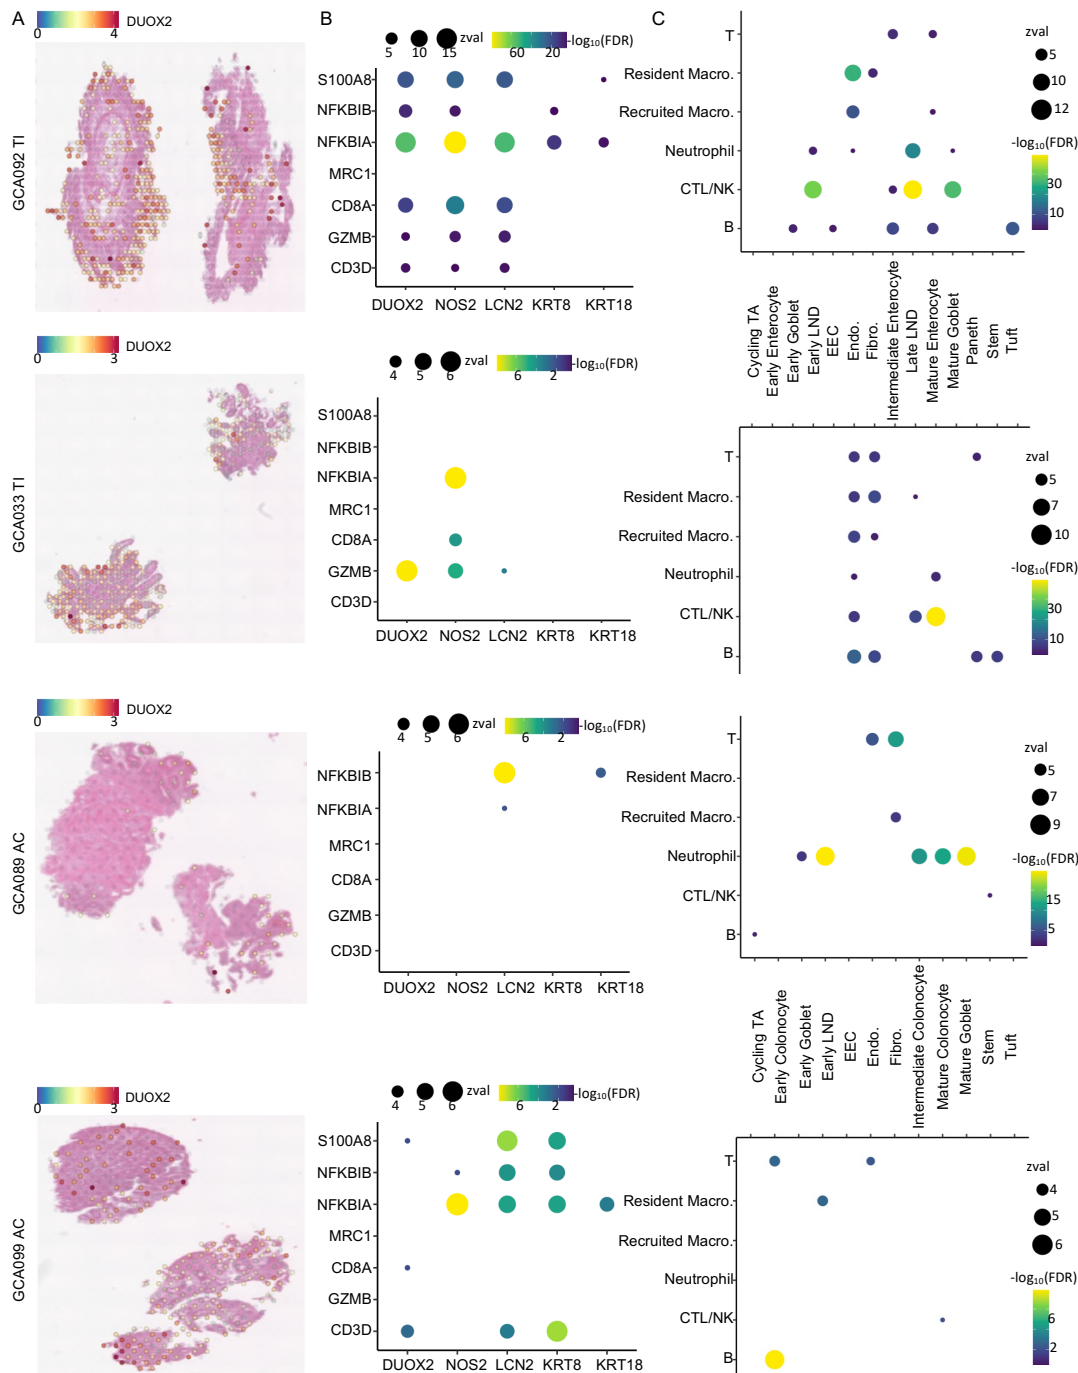 A
B
C
DUOX2
0
4
GCA092 TI
zval
5
10
15
-log₁₀(FDR)
60
20
S100A8
NFKBIB
NFKBIA
MRC1
CD8A
GZMB
CD3D
DUOX2
NOS2
LCN2
KRT8
KRT18
T
Resident Macro.
Recruited Macro.
Neutrophil
CTL/NK
B
zval
5
10
12
-log₁₀(FDR)
30
10
Cycling TA
Early Enterocyte
Early Goblet
Early LND
EEC
Endo.
Fibro.
Intermediate Enterocyte
Late LND
Mature Enterocyte
Mature Goblet
Paneth
Stem
Tuft
DUOX2
0
3
GCA033 TI
zval
4
5
6
-log₁₀(FDR)
6
2
S100A8
NFKBIB
NFKBIA
MRC1
CD8A
GZMB
CD3D
DUOX2
NOS2
LCN2
KRT8
KRT18
T
Resident Macro.
Recruited Macro.
Neutrophil
CTL/NK
B
zval
5
7
10
-log₁₀(FDR)
30
10
DUOX2
0
3
GCA089 AC
zval
4
5
6
-log₁₀(FDR)
6
2
NFKBIB
NFKBIA
MRC1
CD8A
GZMB
CD3D
DUOX2
NOS2
LCN2
KRT8
KRT18
T
Resident Macro.
Recruited Macro.
Neutrophil
CTL/NK
B
zval
5
7
9
-log₁₀(FDR)
15
5
Cycling TA
Early Colonocyte
Early Goblet
Early LND
EEC
Endo.
Fibro.
Intermediate Colonocyte
Mature Colonocyte
Mature Goblet
Stem
Tuft
DUOX2
0
3
GCA099 AC
zval
4
5
6
-log₁₀(FDR)
6
2
S100A8
NFKBIB
NFKBIA
MRC1
CD8A
GZMB
CD3D
DUOX2
NOS2
LCN2
KRT8
KRT18
T
Resident Macro.
Recruited Macro.
Neutrophil
CTL/NK
B
zval
4
5
6
-log₁₀(FDR)
6
2